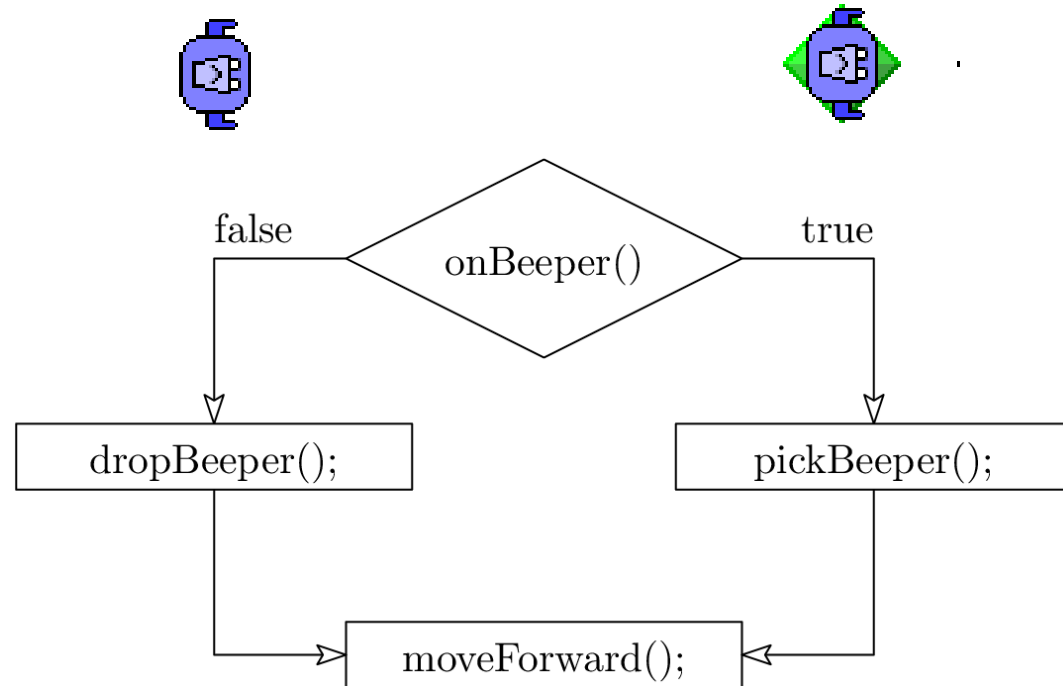 false
true
onBeeper()
dropBeeper();
pickBeeper();
moveForward();